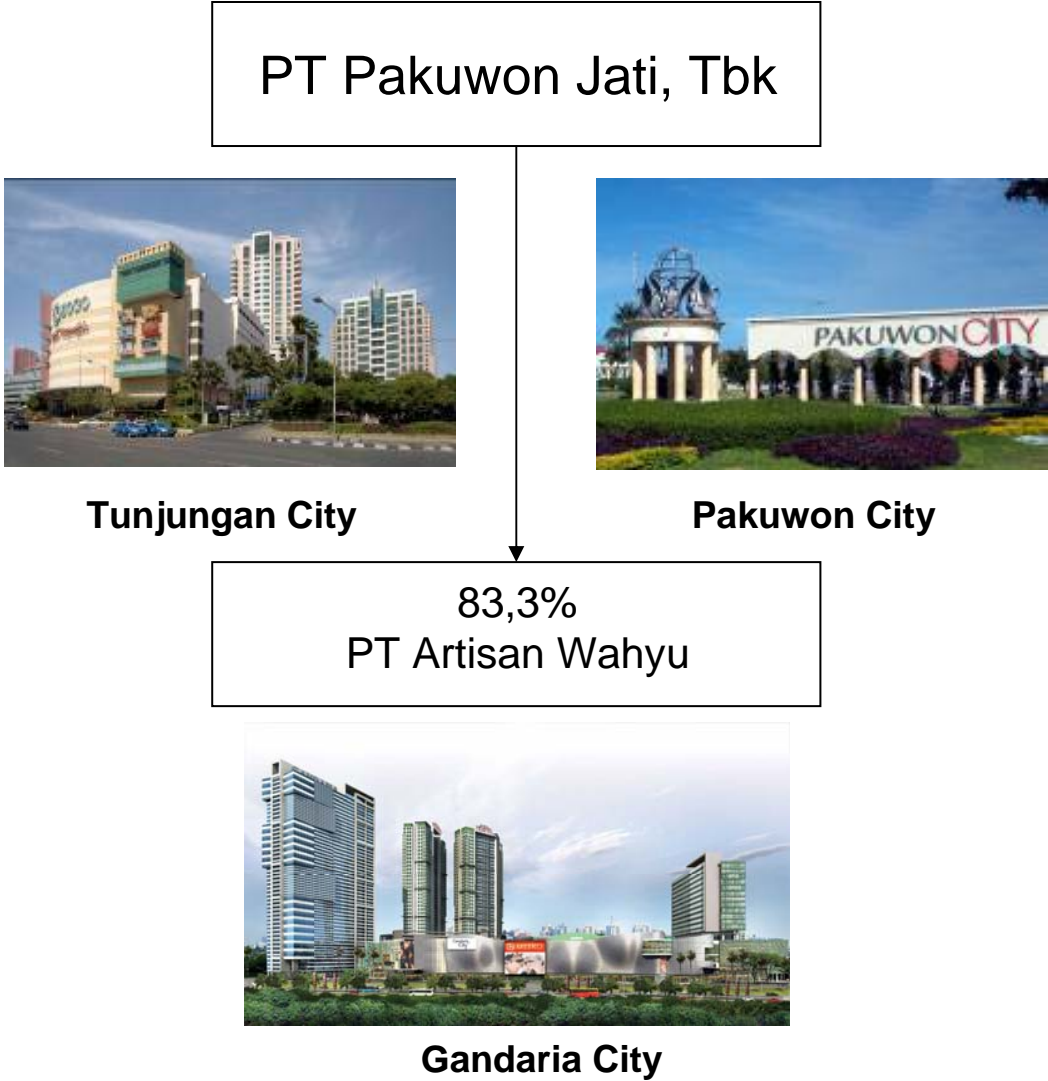 PT Pakuwon Jati, Tbk
PAKUWON CITY
Tunjungan City
Pakuwon City
83,3%
PT Artisan Wahyu
Gandaria City